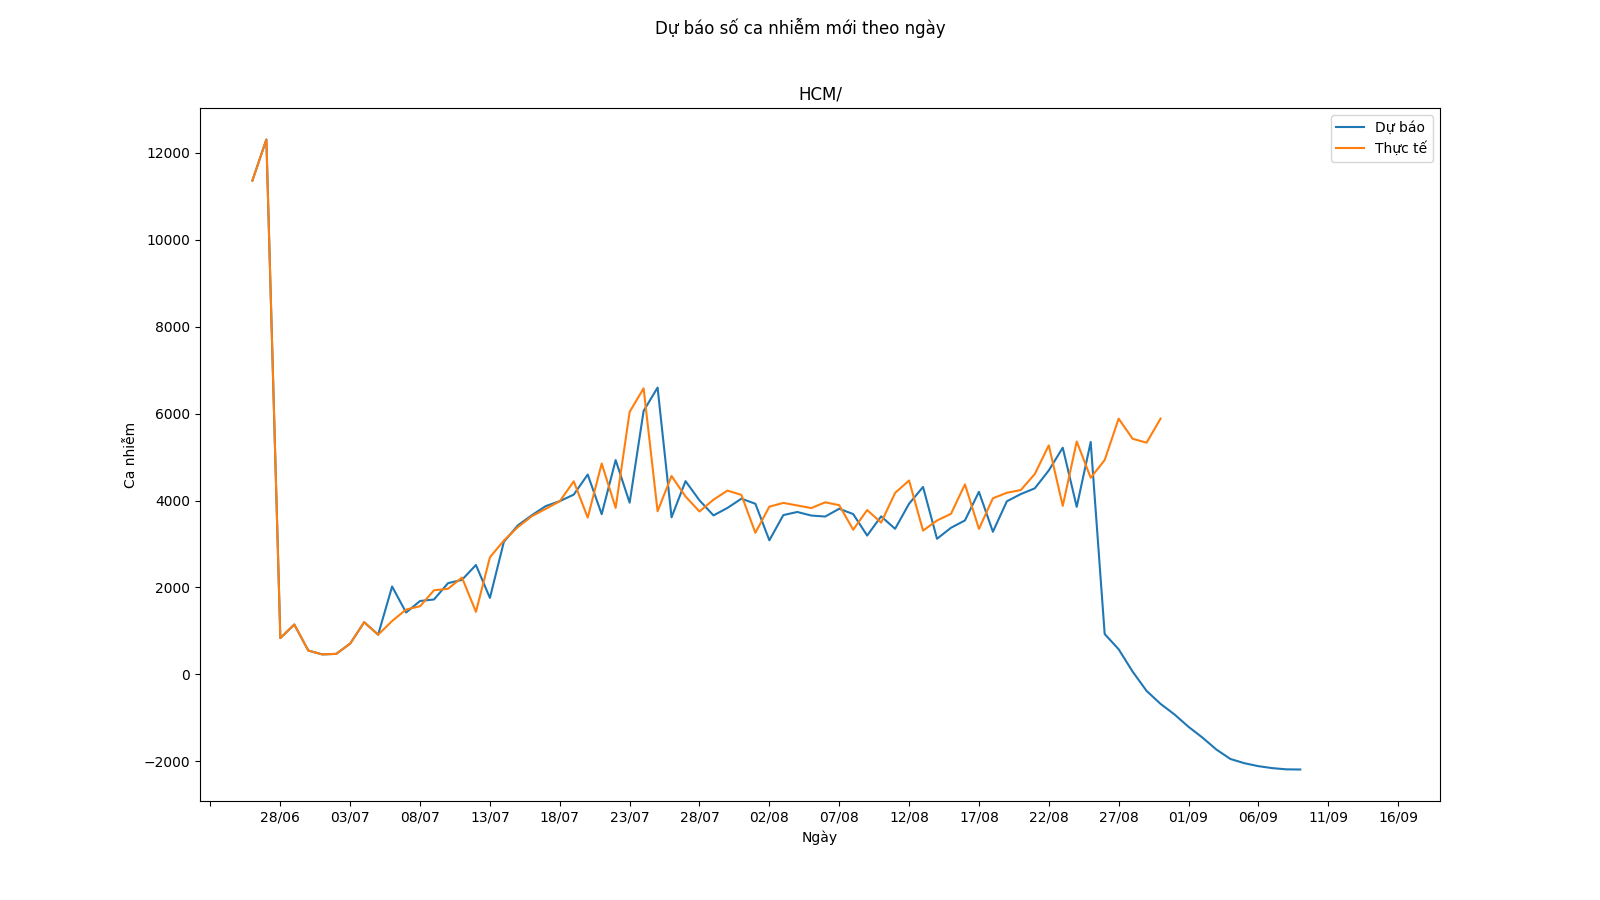 Dự báo số ca nhiễm mới theo ngày
HCM/
Dự báo
Thực tế
12000
10000
8000
6000
4000
2000
0
−2000
Ca nhiễm
28/06 03/07 08/07 13/07 18/07 23/07 28/07 02/08 07/08 12/08 17/08 22/08 27/08 01/09 06/09 11/09 16/09
Ngày